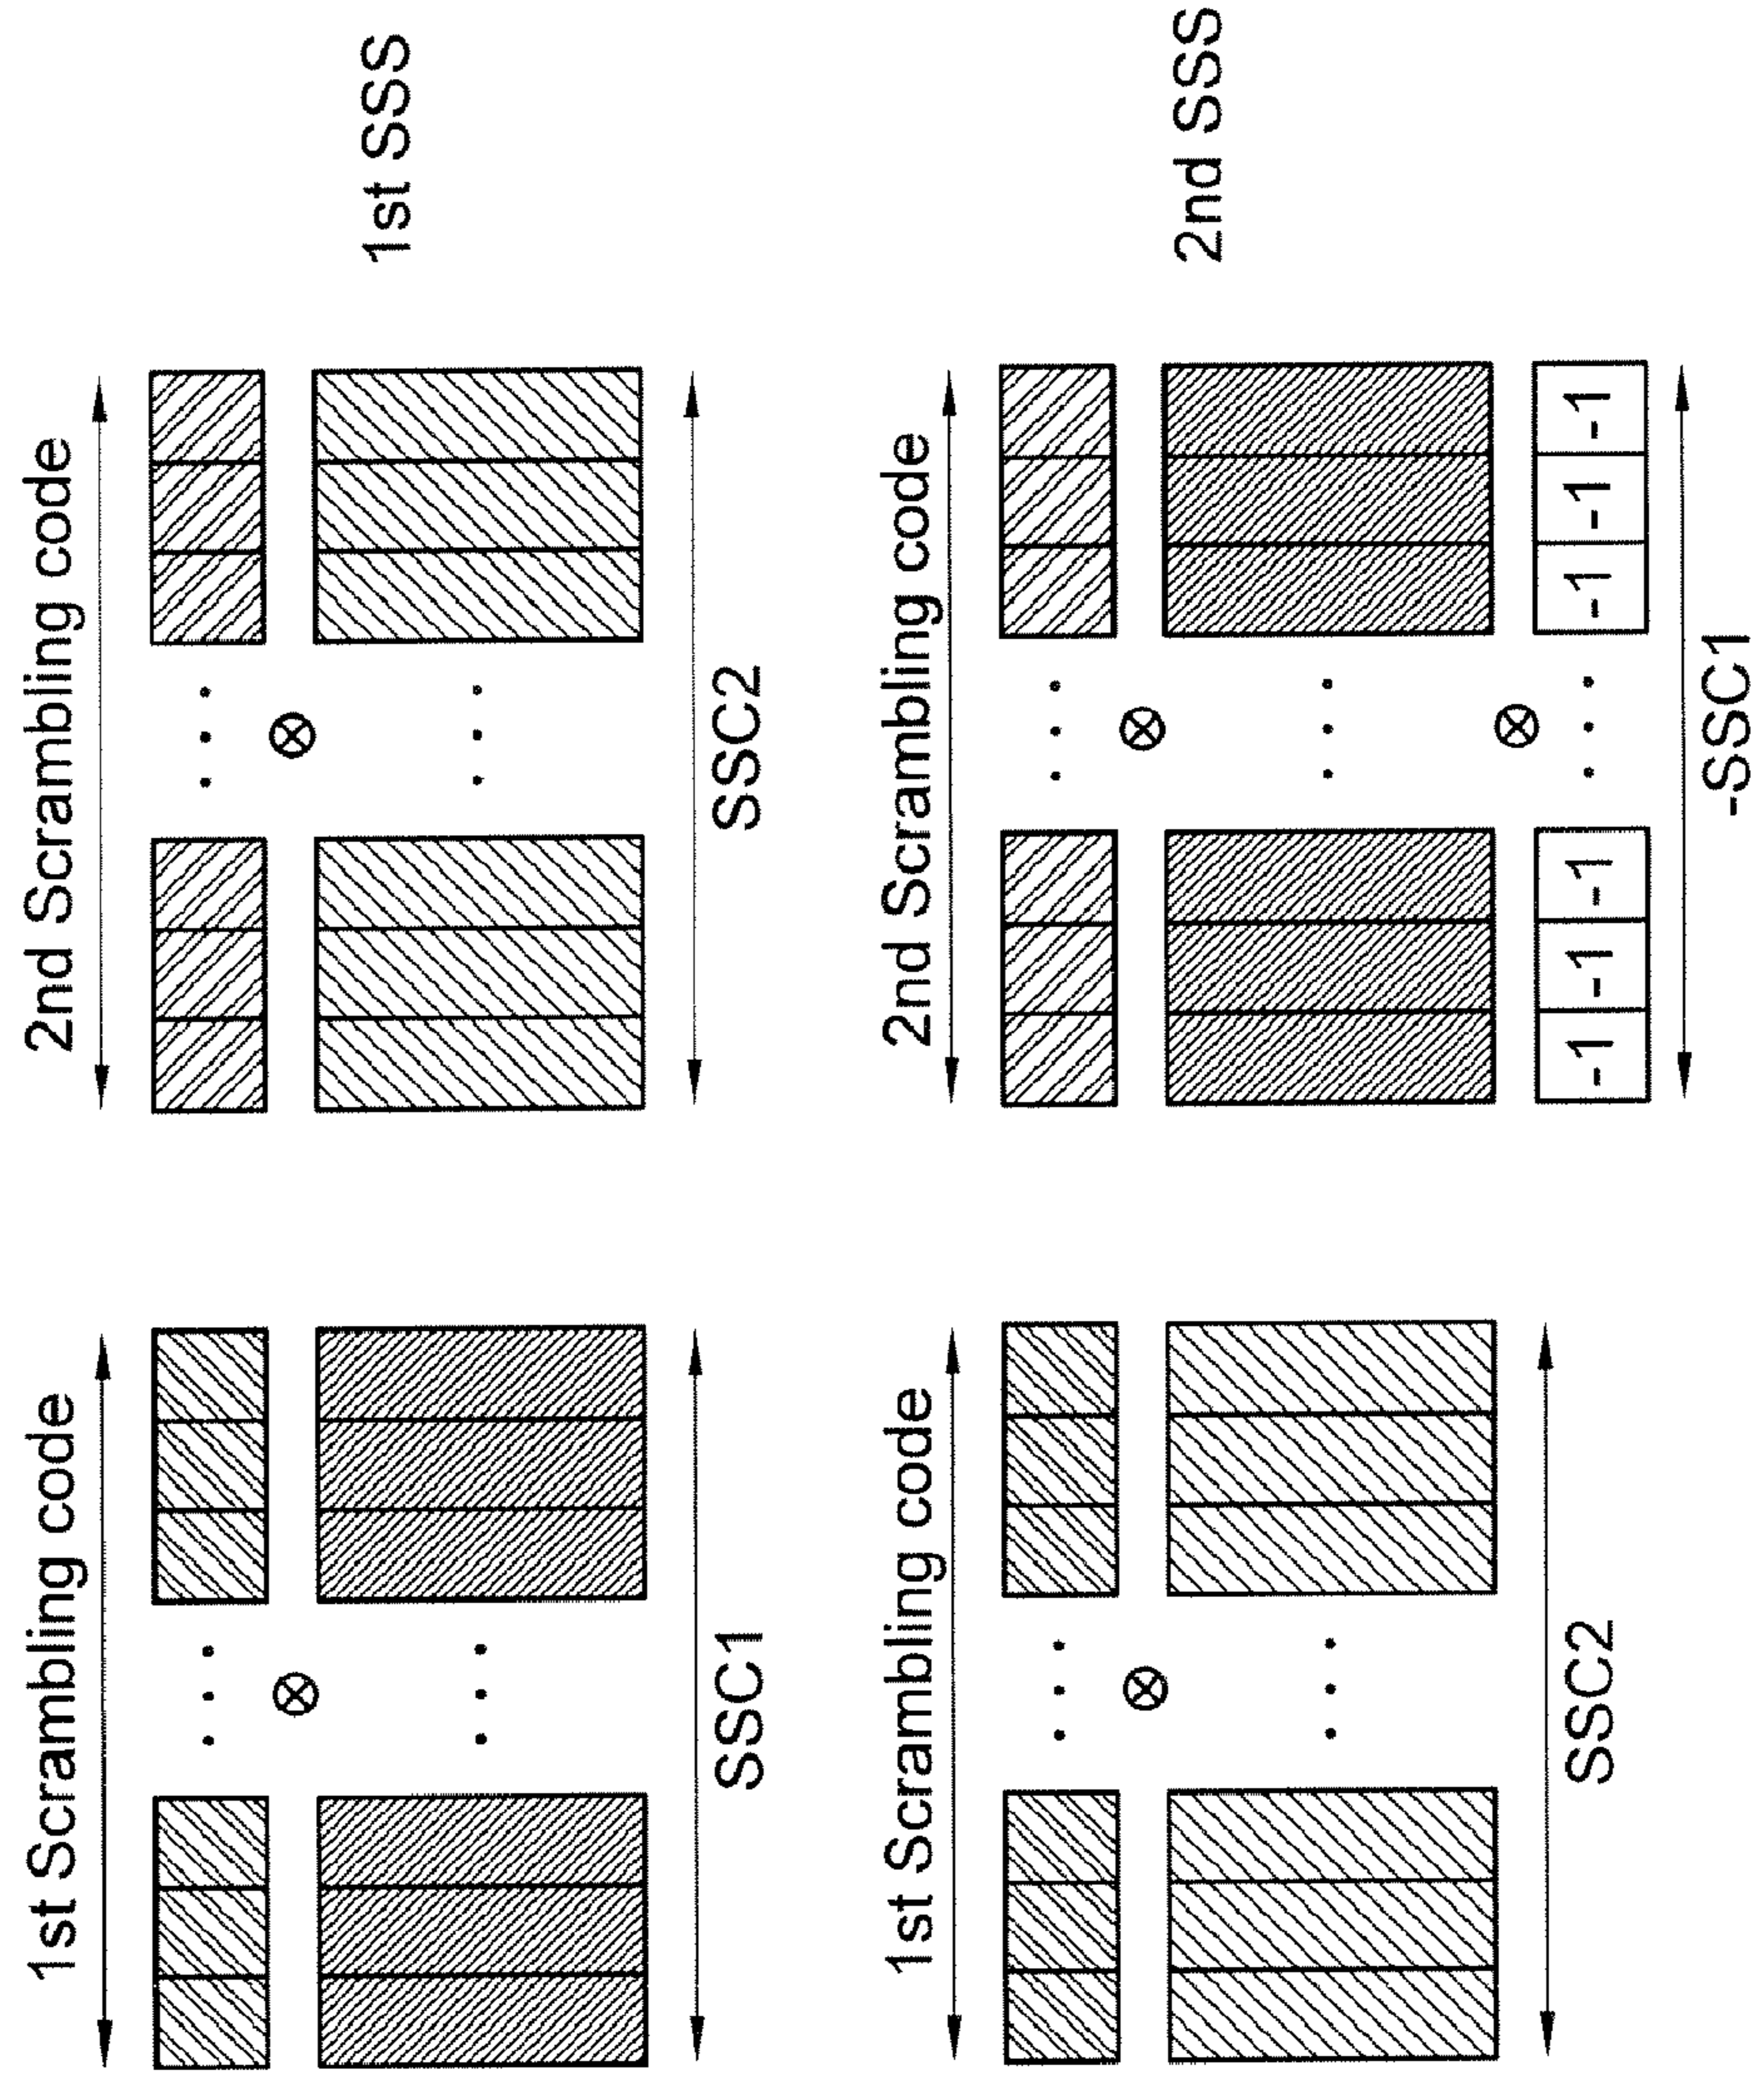 1st Scrambling code
2nd Scrambling code
SSC1
SSC2
1st SSS
1st Scrambling code
2nd Scrambling code
-1 -1 -1 -1 -1 -1
SSC2
-SSC1
2nd SSS